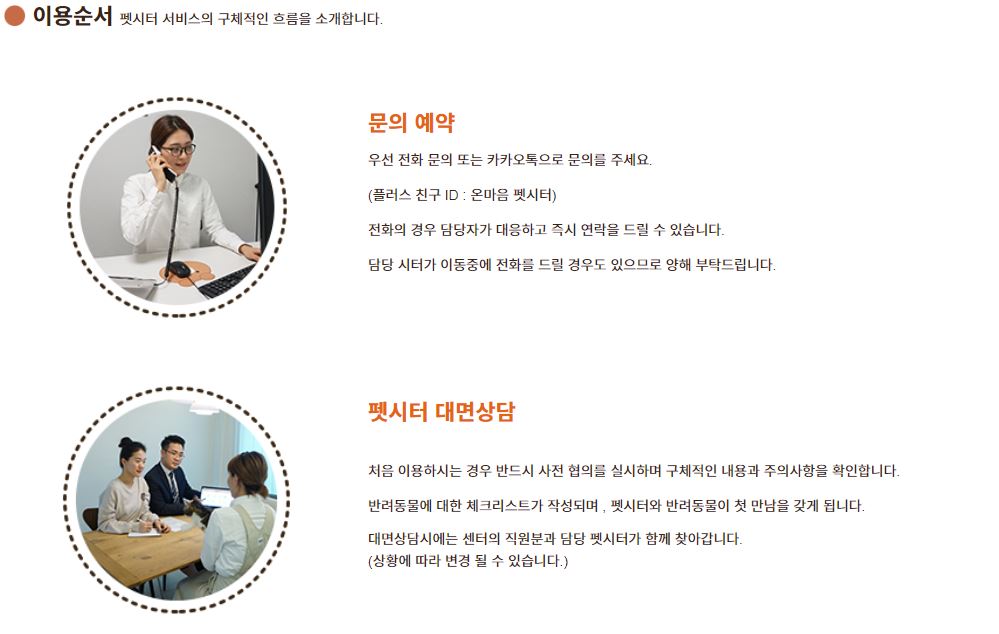 이용순서 펫시터 서비스의 구체적인 흐름을 소개합니다.
문의 예약
우선 전화 문의 또는 카카오톡으로 문의를 주세요.
(플러스 친구 ID : 온마음 펫시터)
전화의 경우 담당자가 대응하고 즉시 연락을 드릴 수 있습니다.
담당 시터가 이동중에 전화를 드릴 경우도 있으므로 양해 부탁드립니다.
펫시터 대면상담
처음 이용하시는 경우 반드시 사전 협의를 실시하며 구체적인 내용과 주의사항을 확인합니다.
반려동물에 대한 체크리스트가 작성되며 , 펫시터와 반려동물이 첫 만남을 갖게 됩니다.
대면상담시에는 센터의 직원분과 담당 펫시터가 함께 찾아갑니다.
(상황에 따라 변경 될 수 있습니다.)